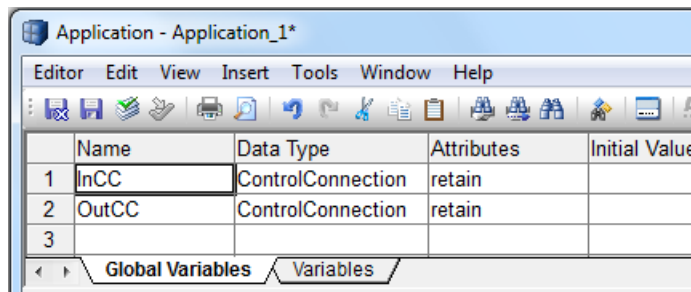 Application - Application_1*
Editor Edit View Insert Tools Window Help
Name Data Type Attributes Initial Value
1 InCC ControlConnection retain
2 OutCC ControlConnection retain
3
Global Variables Variables